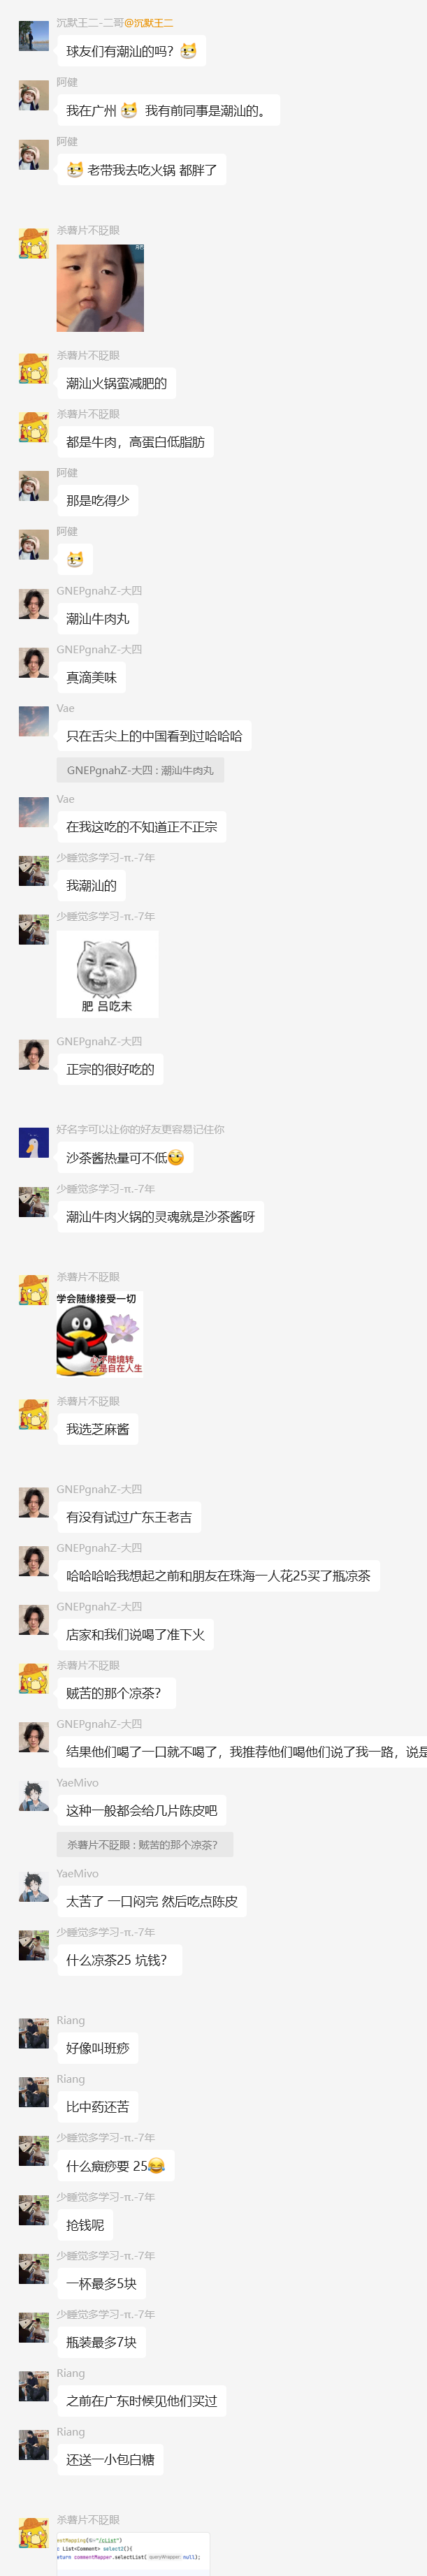 沉默王二-二哥@沉默王二
球友们有潮汕的吗？
阿健
我在广州 我有前同事是潮汕的。
阿健
老带我去吃火锅 都胖了
杀薯片不眨眼
杀薯片不眨眼
潮汕火锅蛮减肥的
杀薯片不眨眼
都是牛肉，高蛋白低脂肪
阿健
那是吃得少
阿健
GNEPgnahZ-大四
潮汕牛肉丸
GNEPgnahZ-大四
真滴美味
Vae
只在舌尖上的中国看到过哈哈哈
GNEPgnahZ-大四 : 潮汕牛肉丸
Vae
在我这吃的不知道正不正宗
少睡觉多学习-π.-7年
我潮汕的
少睡觉多学习-π.-7年
肥 吕吃未
GNEPgnahZ-大四
正宗的很好吃的
好名字可以让你的好友更容易记住你
沙茶酱热量可不低
少睡觉多学习-π.-7年
潮汕牛肉火锅的灵魂就是沙茶酱呀
杀薯片不眨眼
学会随缘接受一切
心不随境转
才是自在人生
杀薯片不眨眼
我选芝麻酱
GNEPgnahZ-大四
有没有试过广东王老吉
GNEPgnahZ-大四
哈哈哈哈我想起之前和朋友在珠海一人花25买了瓶凉茶
GNEPgnahZ-大四
店家和我们说喝了准下火
杀薯片不眨眼
贼苦的那个凉茶？
GNEPgnahZ-大四
结果他们喝了一口就不喝了，我推荐他们喝他们说了我一路，说是
YaeMivo
这种一般都会给几片陈皮吧
杀薯片不眨眼 : 贼苦的那个凉茶？
YaeMivo
太苦了 一口闷完 然后吃点陈皮
少睡觉多学习-π.-7年
什么凉茶25 坑钱？
Riang
好像叫班痧
Riang
比中药还苦
少睡觉多学习-π.-7年
什么癍痧要 25
少睡觉多学习-π.-7年
抢钱呢
少睡觉多学习-π.-7年
一杯最多5块
少睡觉多学习-π.-7年
瓶装最多7块
Riang
之前在广东时候见他们买过
Riang
还送一小包白糖
杀薯片不眨眼
List<Comment> select2(){
return commentMapper.selectList( queryWrapper: null);